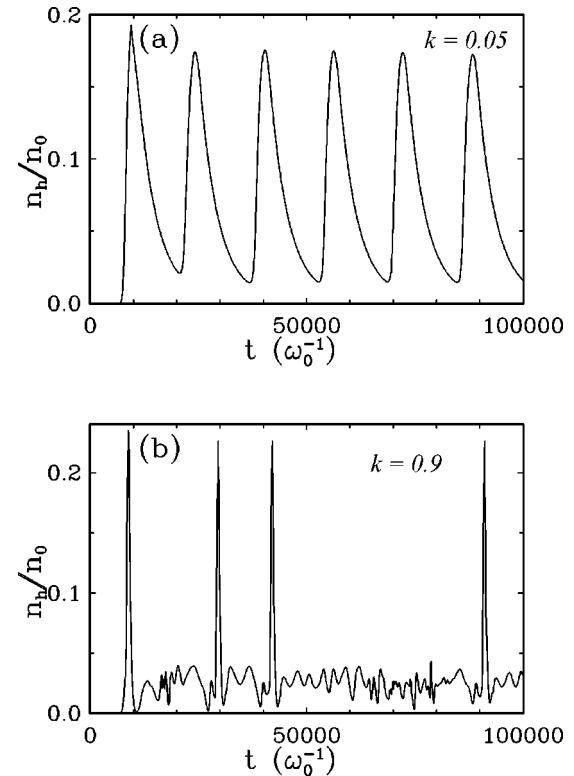 (a)
k = 0.05
0.2
0.1
0.0
n_h/n_0
0 50000 100000
t (ω_0^{-1})
(b)
k = 0.9
0.2
0.1
0.0
n_h/n_0
0 50000 100000
t (ω_0^{-1})